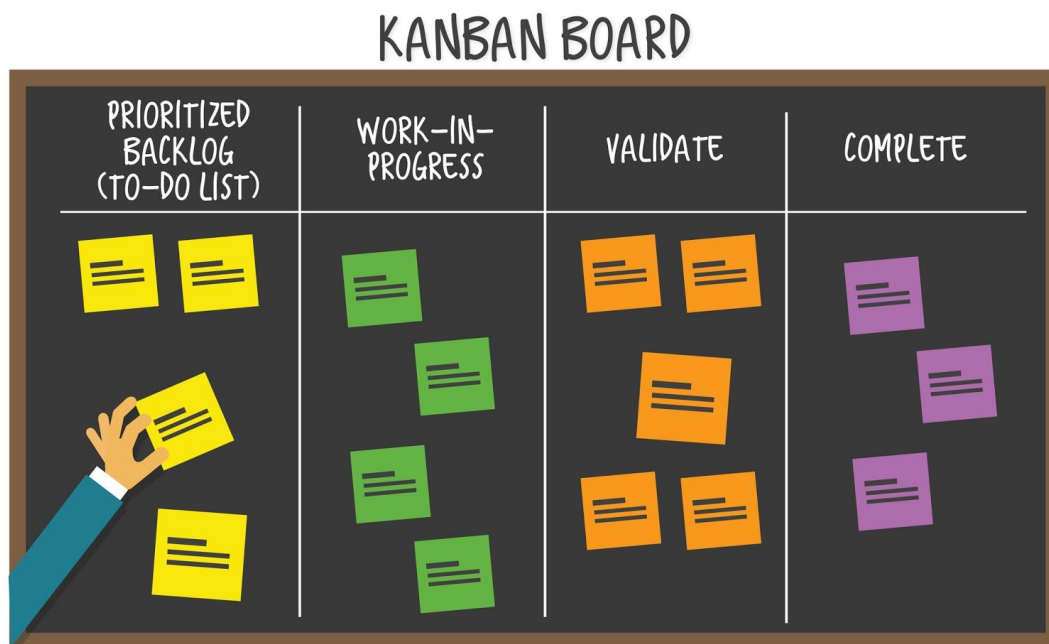 KANBAN BOARD
PRIORITIZED
BACKLOG
(TO-DO LIST)
WORK-IN-
PROGRESS
VALIDATE
COMPLETE